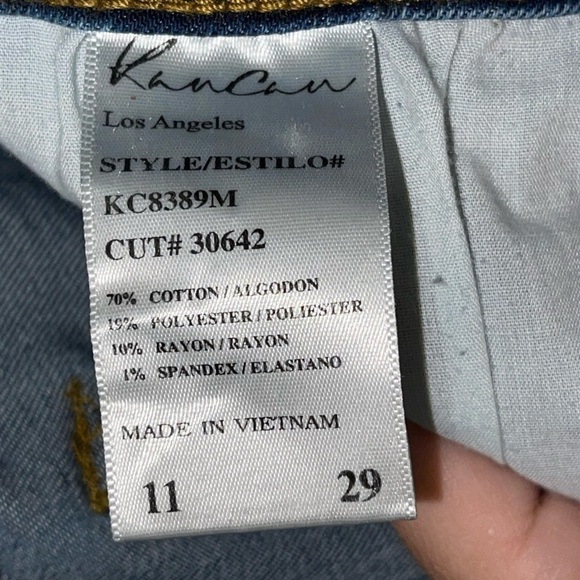 KanCan
Los Angeles
STYLE/ESTILO#
KC8389M
CUT# 30642
70% COTTON/ALGODON
19% POLYESTER/POLIESTER
10% RAYON/RAYON
1% SPANDEX/ELASTANO
MADE IN VIETNAM
11 29